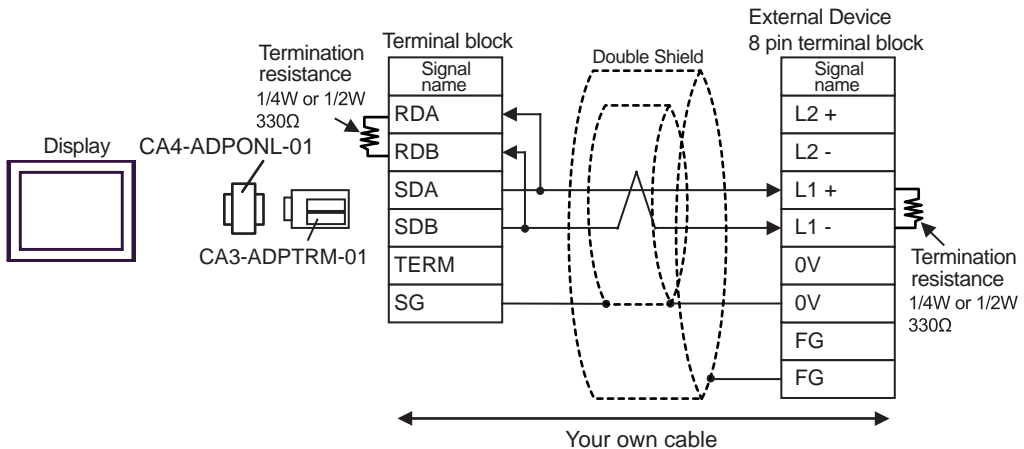 External Device
8 pin terminal block
Terminal block
Double Shield
Termination
resistance
1/4W or 1/2W
330Ω
Signal
name
Signal
name
RDA
L2 +
Display
CA4-ADPONL-01
RDB
L2 -
SDA
L1 +
SDB
L1 -
CA3-ADPTRM-01
TERM
0V
Termination
resistance
1/4W or 1/2W
330Ω
SG
0V
FG
FG
Your own cable